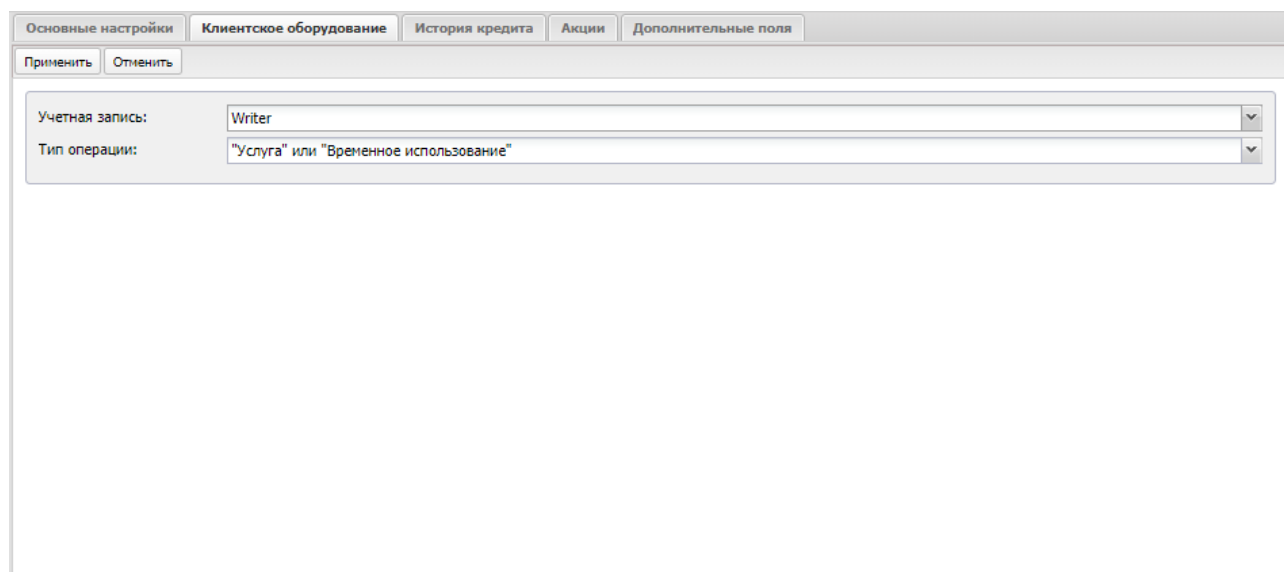 Основные настройки Клиентское оборудование История кредита Акции Дополнительные поля
Применить Отменить
Учетная запись: Writer
Тип операции: "Услуга" или "Временное использование"